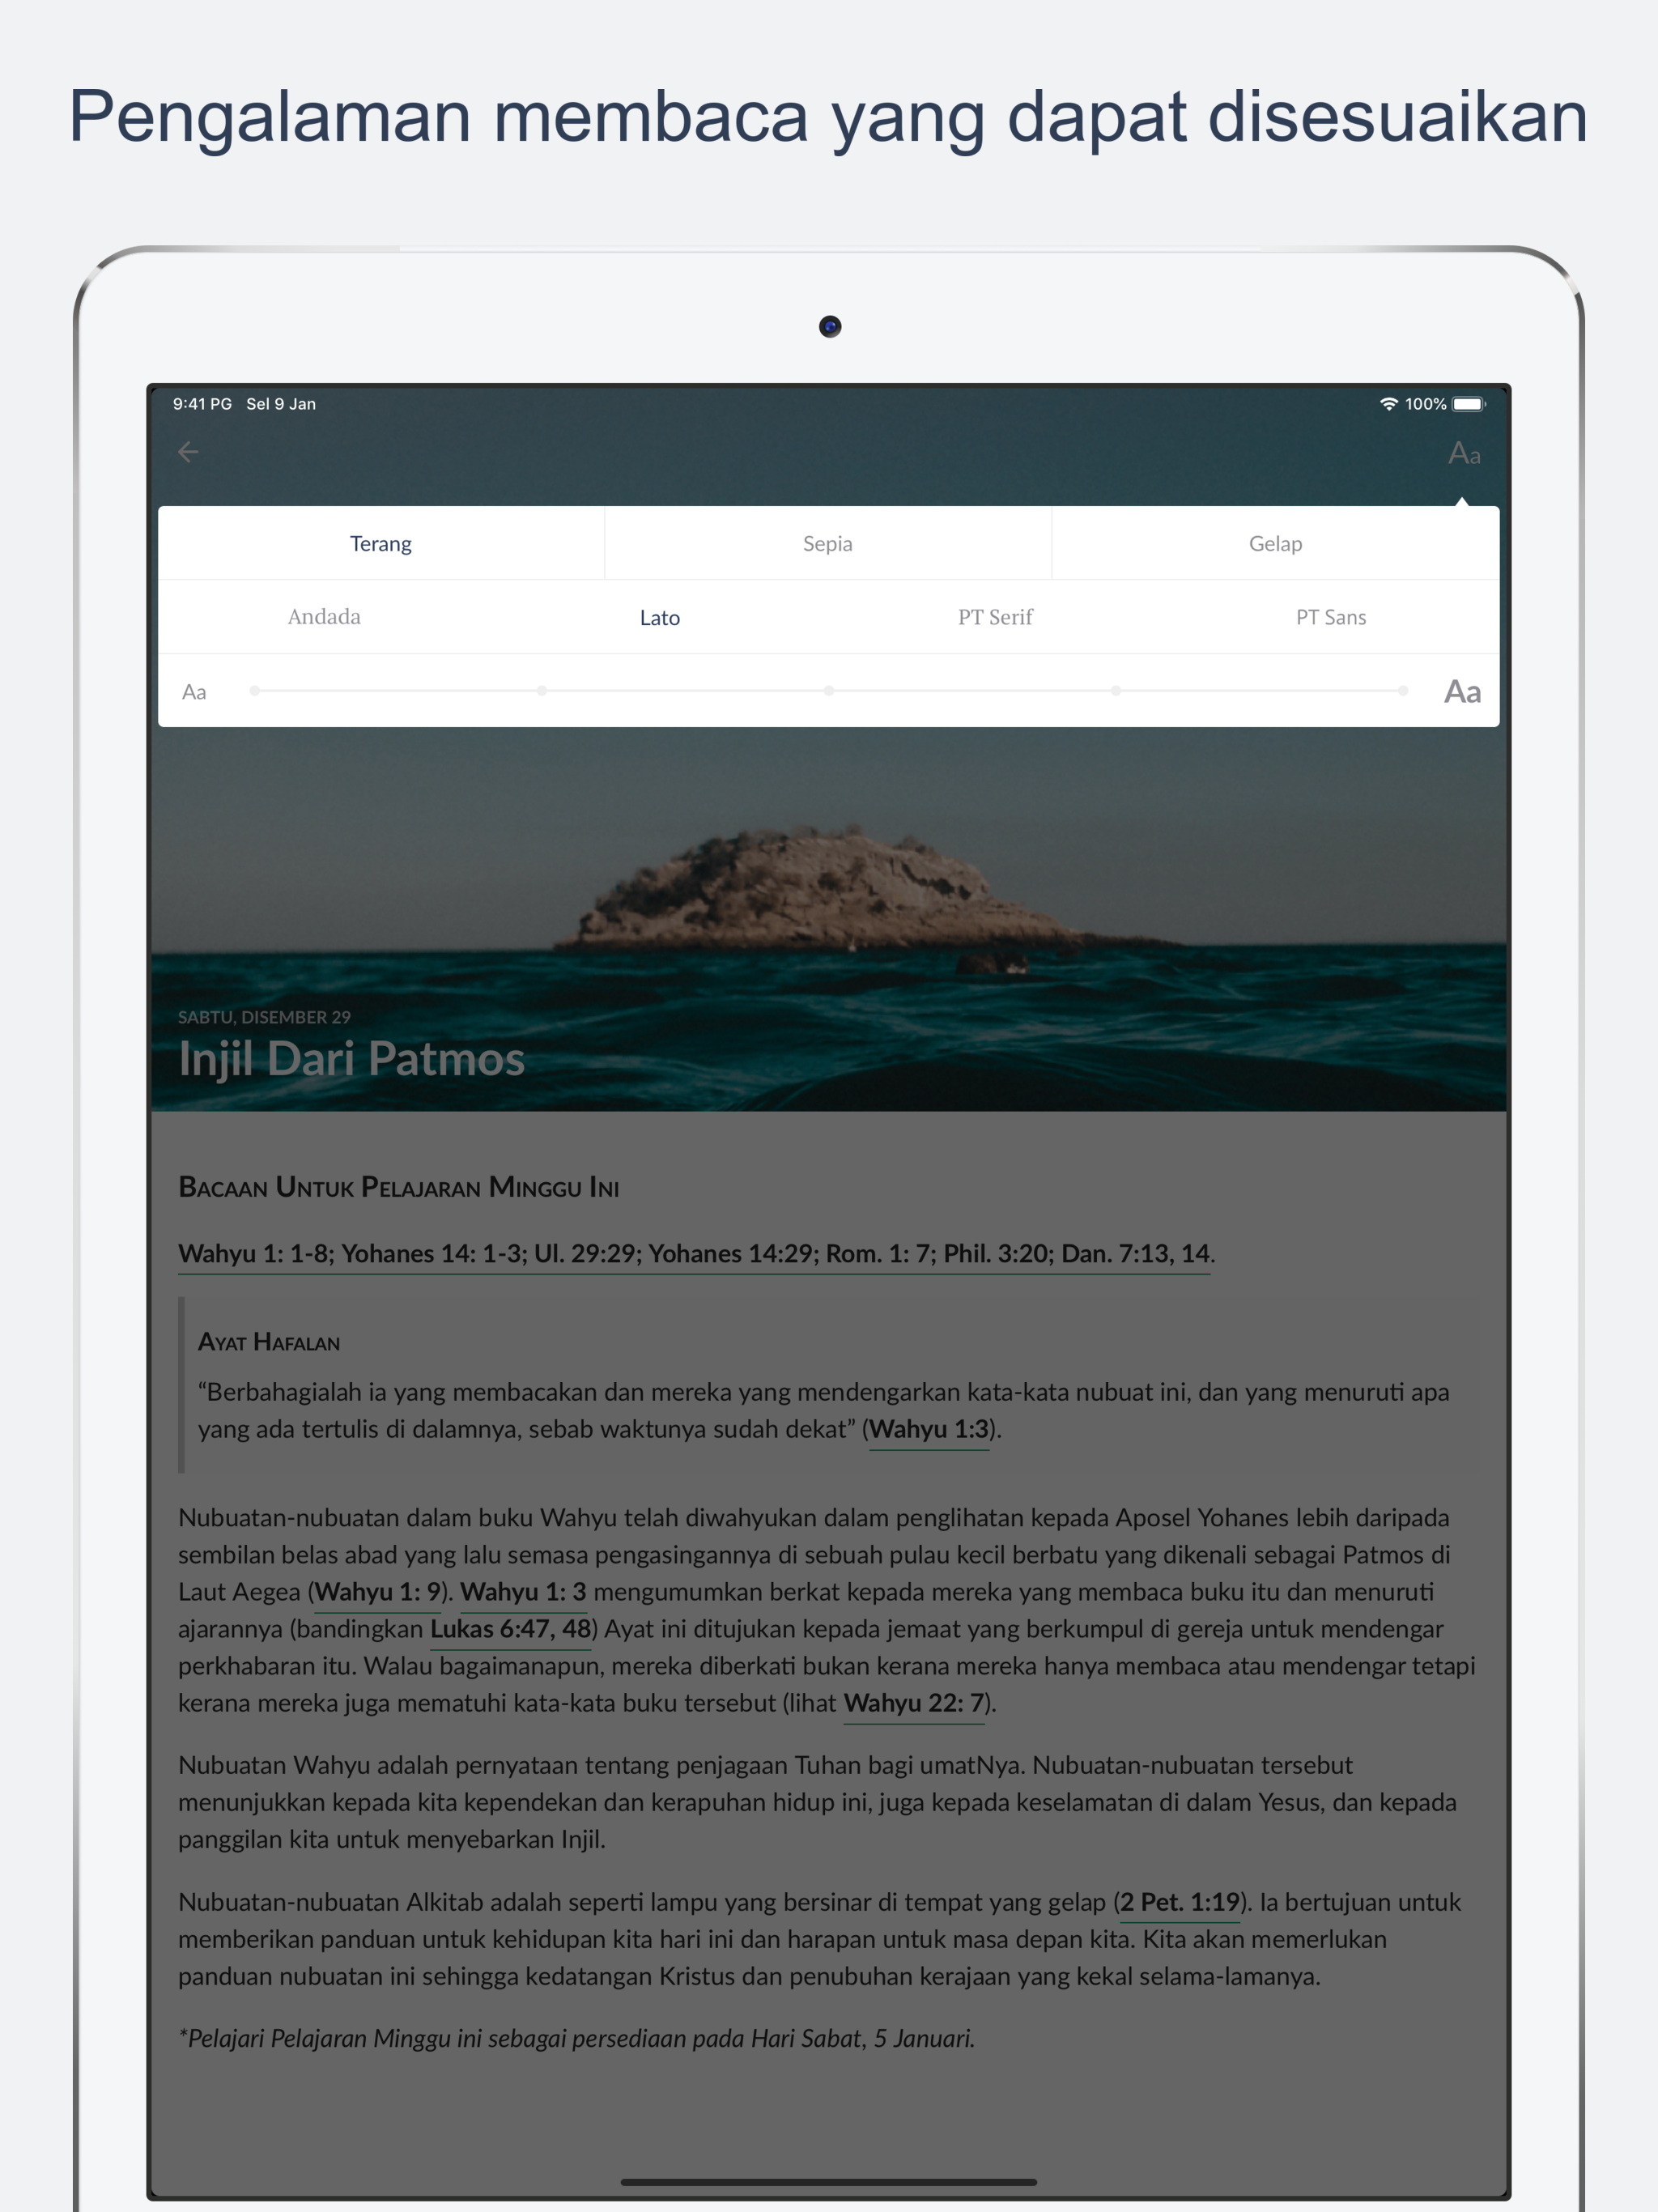 Pengalaman membaca yang dapat disesuaikan
9:41 PG Sel 9 Jan
100%
Aa
Terang Sepia Gelap
Andada Lato PT Serif PT Sans
Aa Aa
SABTU, DISEMBER 29
Injil Dari Patmos
Bacaan Untuk Pelajaran Minggu Ini
Wahyu 1: 1-8; Yohanes 14: 1-3; Ul. 29:29; Yohanes 14:29; Rom. 1: 7; Phil. 3:20; Dan. 7:13, 14.
Ayat Hafalan
“Berbahagialah ia yang membacakan dan mereka yang mendengarkan kata-kata nubuat ini, dan yang menuruti apa
yang ada tertulis di dalamnya, sebab waktunya sudah dekat” (Wahyu 1:3).
Nubuatan-nubuatan dalam buku Wahyu telah diwahyukan dalam penglihatan kepada Aposel Yohanes lebih daripada
sembilan belas abad yang lalu semasa pengasingannya di sebuah pulau kecil berbatu yang dikenali sebagai Patmos di
Laut Aegea (Wahyu 1: 9). Wahyu 1: 3 mengumumkan berkat kepada mereka yang membaca buku itu dan menuruti
ajarannya (bandingkan Lukas 6:47, 48) Ayat ini ditujukan kepada jemaat yang berkumpul di gereja untuk mendengar
perkhabaran itu. Walau bagaimanapun, mereka diberkati bukan kerana mereka hanya membaca atau mendengar tetapi
kerana mereka juga mematuhi kata-kata buku tersebut (lihat Wahyu 22: 7).
Nubuatan Wahyu adalah pernyataan tentang penjagaan Tuhan bagi umatNya. Nubuatan-nubuatan tersebut
menunjukkan kepada kita kependekan dan kerapuhan hidup ini, juga kepada keselamatan di dalam Yesus, dan kepada
panggilan kita untuk menyebarkan Injil.
Nubuatan-nubuatan Alkitab adalah seperti lampu yang bersinar di tempat yang gelap (2 Pet. 1:19). Ia bertujuan untuk
memberikan panduan untuk kehidupan kita hari ini dan harapan untuk masa depan kita. Kita akan memerlukan
panduan nubuatan ini sehingga kedatangan Kristus dan penubuhan kerajaan yang kekal selama-lamanya.
*Pelajari Pelajaran Minggu ini sebagai persediaan pada Hari Sabat, 5 Januari.